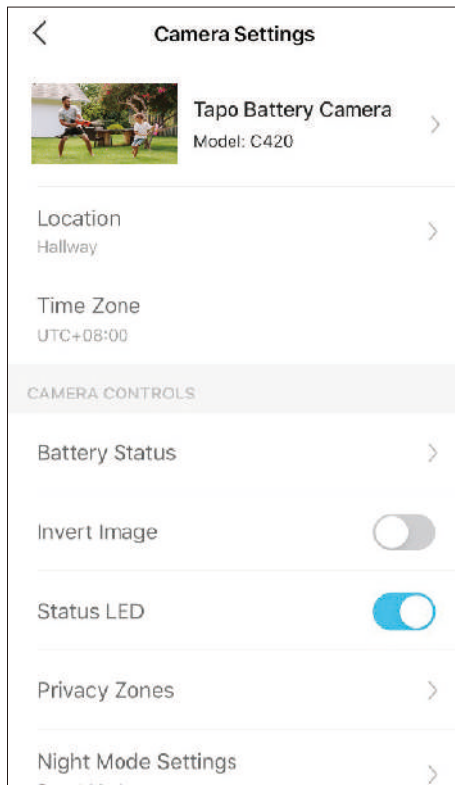 Camera Settings
Tapo Battery Camera
Model: C420
Location
Hallway
Time Zone
UTC+08:00
CAMERA CONTROLS
Battery Status
Invert Image
Status LED
Privacy Zones
Night Mode Settings